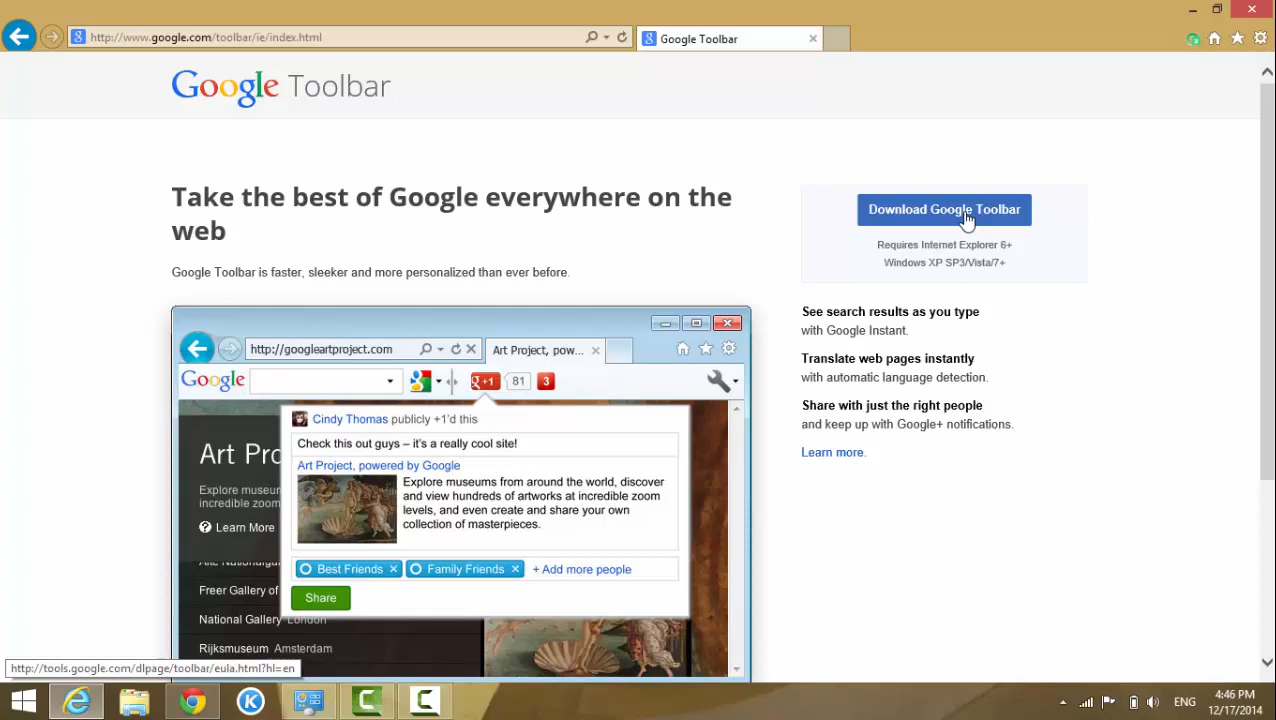 http://www.google.com/toolbar/ie/index.html
Google Toolbar
Google Toolbar
Take the best of Google everywhere on the
web
Google Toolbar is faster, sleeker and more personalized than ever before.
Download Google Toolbar
Requires Internet Explorer 6+
Windows XP SP3/Vista/7+
See search results as you type
with Google Instant.
Translate web pages instantly
with automatic language detection.
Share with just the right people
and keep up with Google+ notifications.
Learn more.
http://googleartproject.com
Art Project, pow...
Google
g+1
81
3
Cindy Thomas publicly +1'd this
Check this out guys – it's a really cool site!
Art Project, powered by Google
Explore museums from around the world, discover
and view hundreds of artworks at incredible zoom
levels, and even create and share your own
collection of masterpieces.
Best Friends
Family Friends
+ Add more people
Share
Art Pro
Explore museu
incredible zoom
Learn More
Freer Gallery of
National Gallery London
Rijksmuseum Amsterdam
http://tools.google.com/dlpage/toolbar/eula.html?hl=en
ENG
4:46 PM
12/17/2014